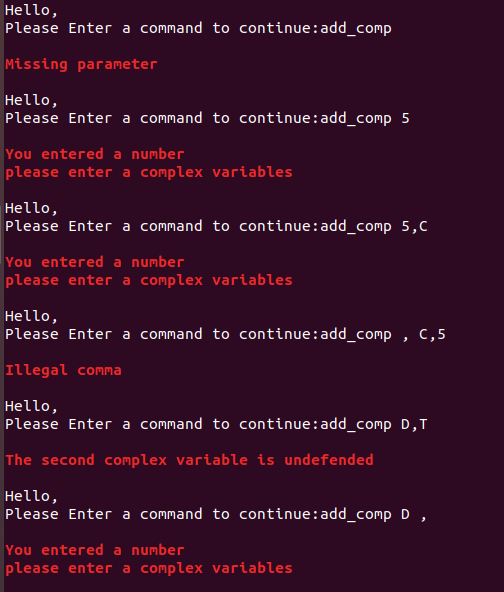 Hello,
Please Enter a command to continue:add_comp
Missing parameter
Hello,
Please Enter a command to continue:add_comp 5
You entered a number
please enter a complex variables
Hello,
Please Enter a command to continue:add_comp 5,C
You entered a number
please enter a complex variables
Hello,
Please Enter a command to continue:add_comp , C,5
Illegal comma
Hello,
Please Enter a command to continue:add_comp D,T
The second complex variable is undefended
Hello,
Please Enter a command to continue:add_comp D ,
You entered a number
please enter a complex variables